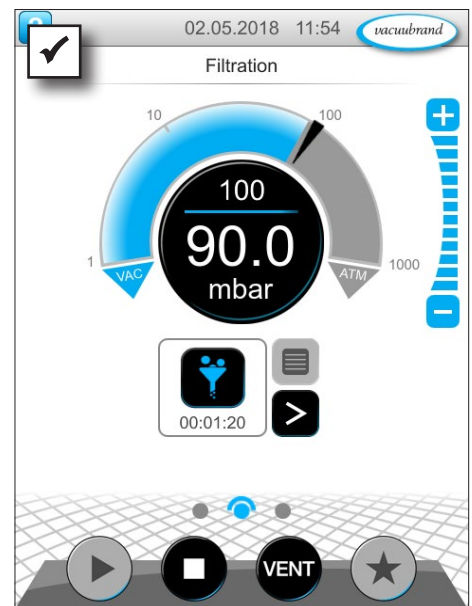 ?
02.05.2018 11:54 vacuubrand
Filtration
10
100
100
90.0
mbar
1
VAC
ATM
1000
00:01:20
VENT